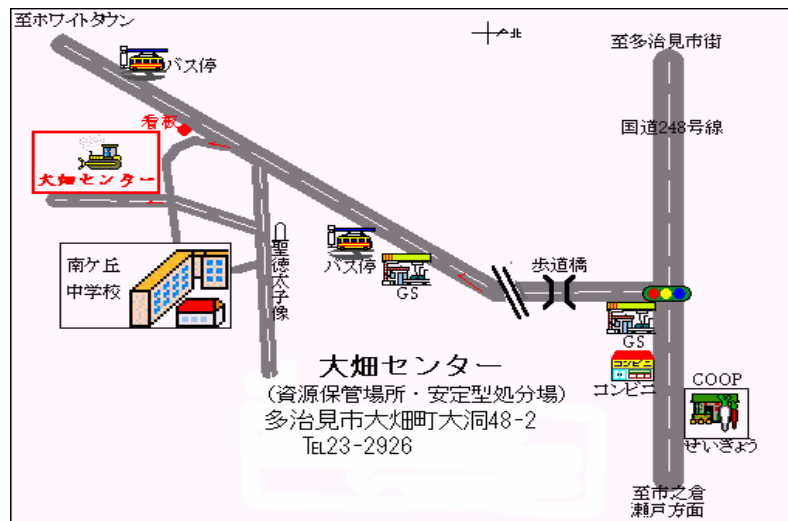 至ホワイトタウン
北
至多治見市街
バス停
看板
国道248号線
大畑センター
南ケ丘
中学校
聖徳太子像
バス停
GS
歩道橋
GS
コンビニ
COOP
せいきょう
大畑センター
(資源保管場所・安定型処分場)
多治見市大畑町大洞48-2
℡23-2926
至市之倉
瀬戸方面